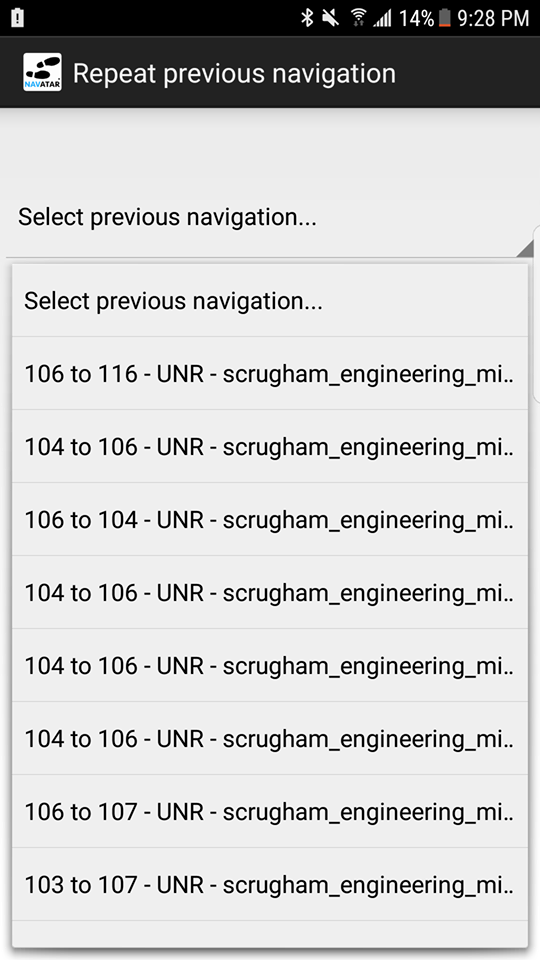 14% 9:28 PM
NAVATAR Repeat previous navigation
Select previous navigation...
Select previous navigation...
106 to 116 - UNR - scrugham_engineering_mi..
104 to 106 - UNR - scrugham_engineering_mi..
106 to 104 - UNR - scrugham_engineering_mi..
104 to 106 - UNR - scrugham_engineering_mi..
104 to 106 - UNR - scrugham_engineering_mi..
104 to 106 - UNR - scrugham_engineering_mi..
106 to 107 - UNR - scrugham_engineering_mi..
103 to 107 - UNR - scrugham_engineering_mi..